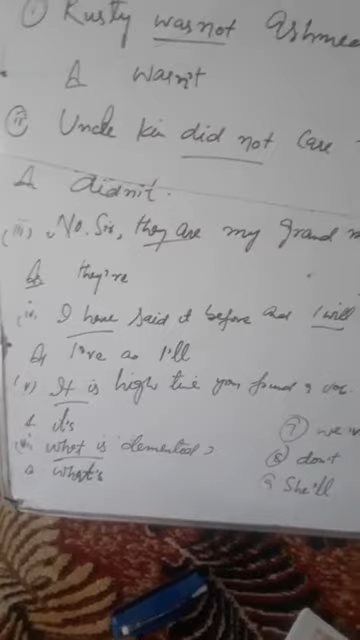 (i) Rusty was not ashamed
A wasn't
(ii) Uncle Ken did not care
A didn't.
(iii) No. Sir, they are my grand
A they're
(iv) I have said it before and I will
A I've as I'll
(v) It is high time you found a
A it's
(vi) what is demented?
A what's
(7)
(8) don't
9 She'll